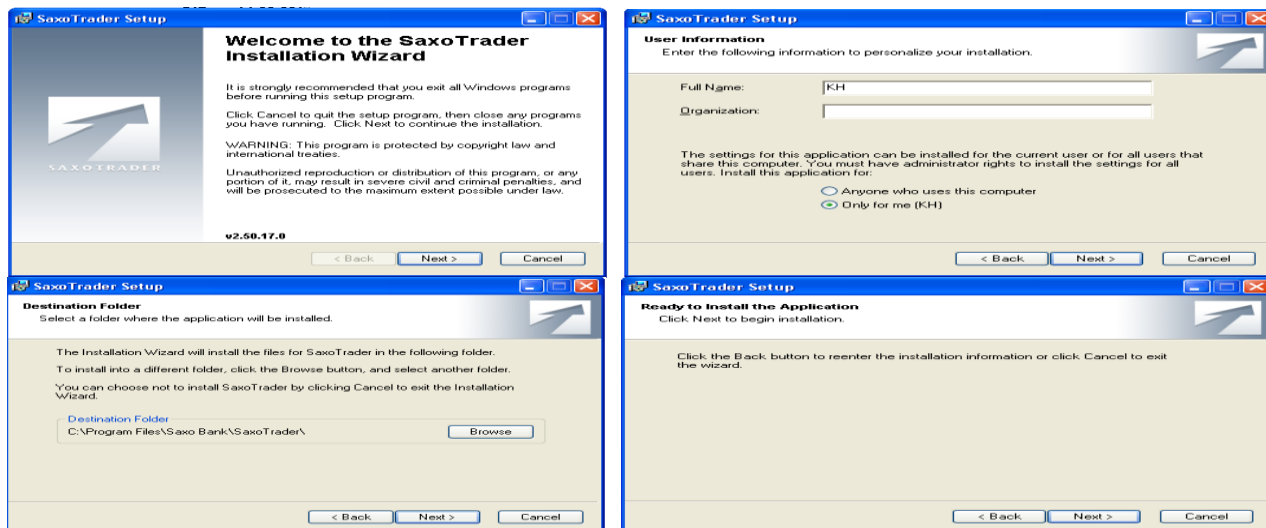 SaxoTrader Setup
Welcome to the SaxoTrader
Installation Wizard
It is strongly recommended that you exit all Windows programs
before running this setup program.
Click Cancel to quit the setup program, then close any programs
you have running. Click Next to continue the installation.
WARNING: This program is protected by copyright law and
international treaties.
Unauthorized reproduction or distribution of this program, or any
portion of it, may result in severe civil and criminal penalties, and
will be prosecuted to the maximum extent possible under law.
SAXOTRADER
v2.50.17.0
< Back Next > Cancel
SaxoTrader Setup
User Information
Enter the following information to personalize your installation.
Full Name: KH
Organization:
The settings for this application can be installed for the current user or for all users that
share this computer. You must have administrator rights to install the settings for all
users. Install this application for:
Anyone who uses this computer
Only for me (KH)
< Back Next > Cancel
SaxoTrader Setup
Destination Folder
Select a folder where the application will be installed.
The Installation Wizard will install the files for SaxoTrader in the following folder.
To install into a different folder, click the Browse button, and select another folder.
You can choose not to install SaxoTrader by clicking Cancel to exit the Installation
Wizard.
Destination Folder
C:\Program Files\Saxo Bank\SaxoTrader\ Browse
< Back Next > Cancel
SaxoTrader Setup
Ready to Install the Application
Click Next to begin installation.
Click the Back button to reenter the installation information or click Cancel to exit
the wizard.
< Back Next > Cancel